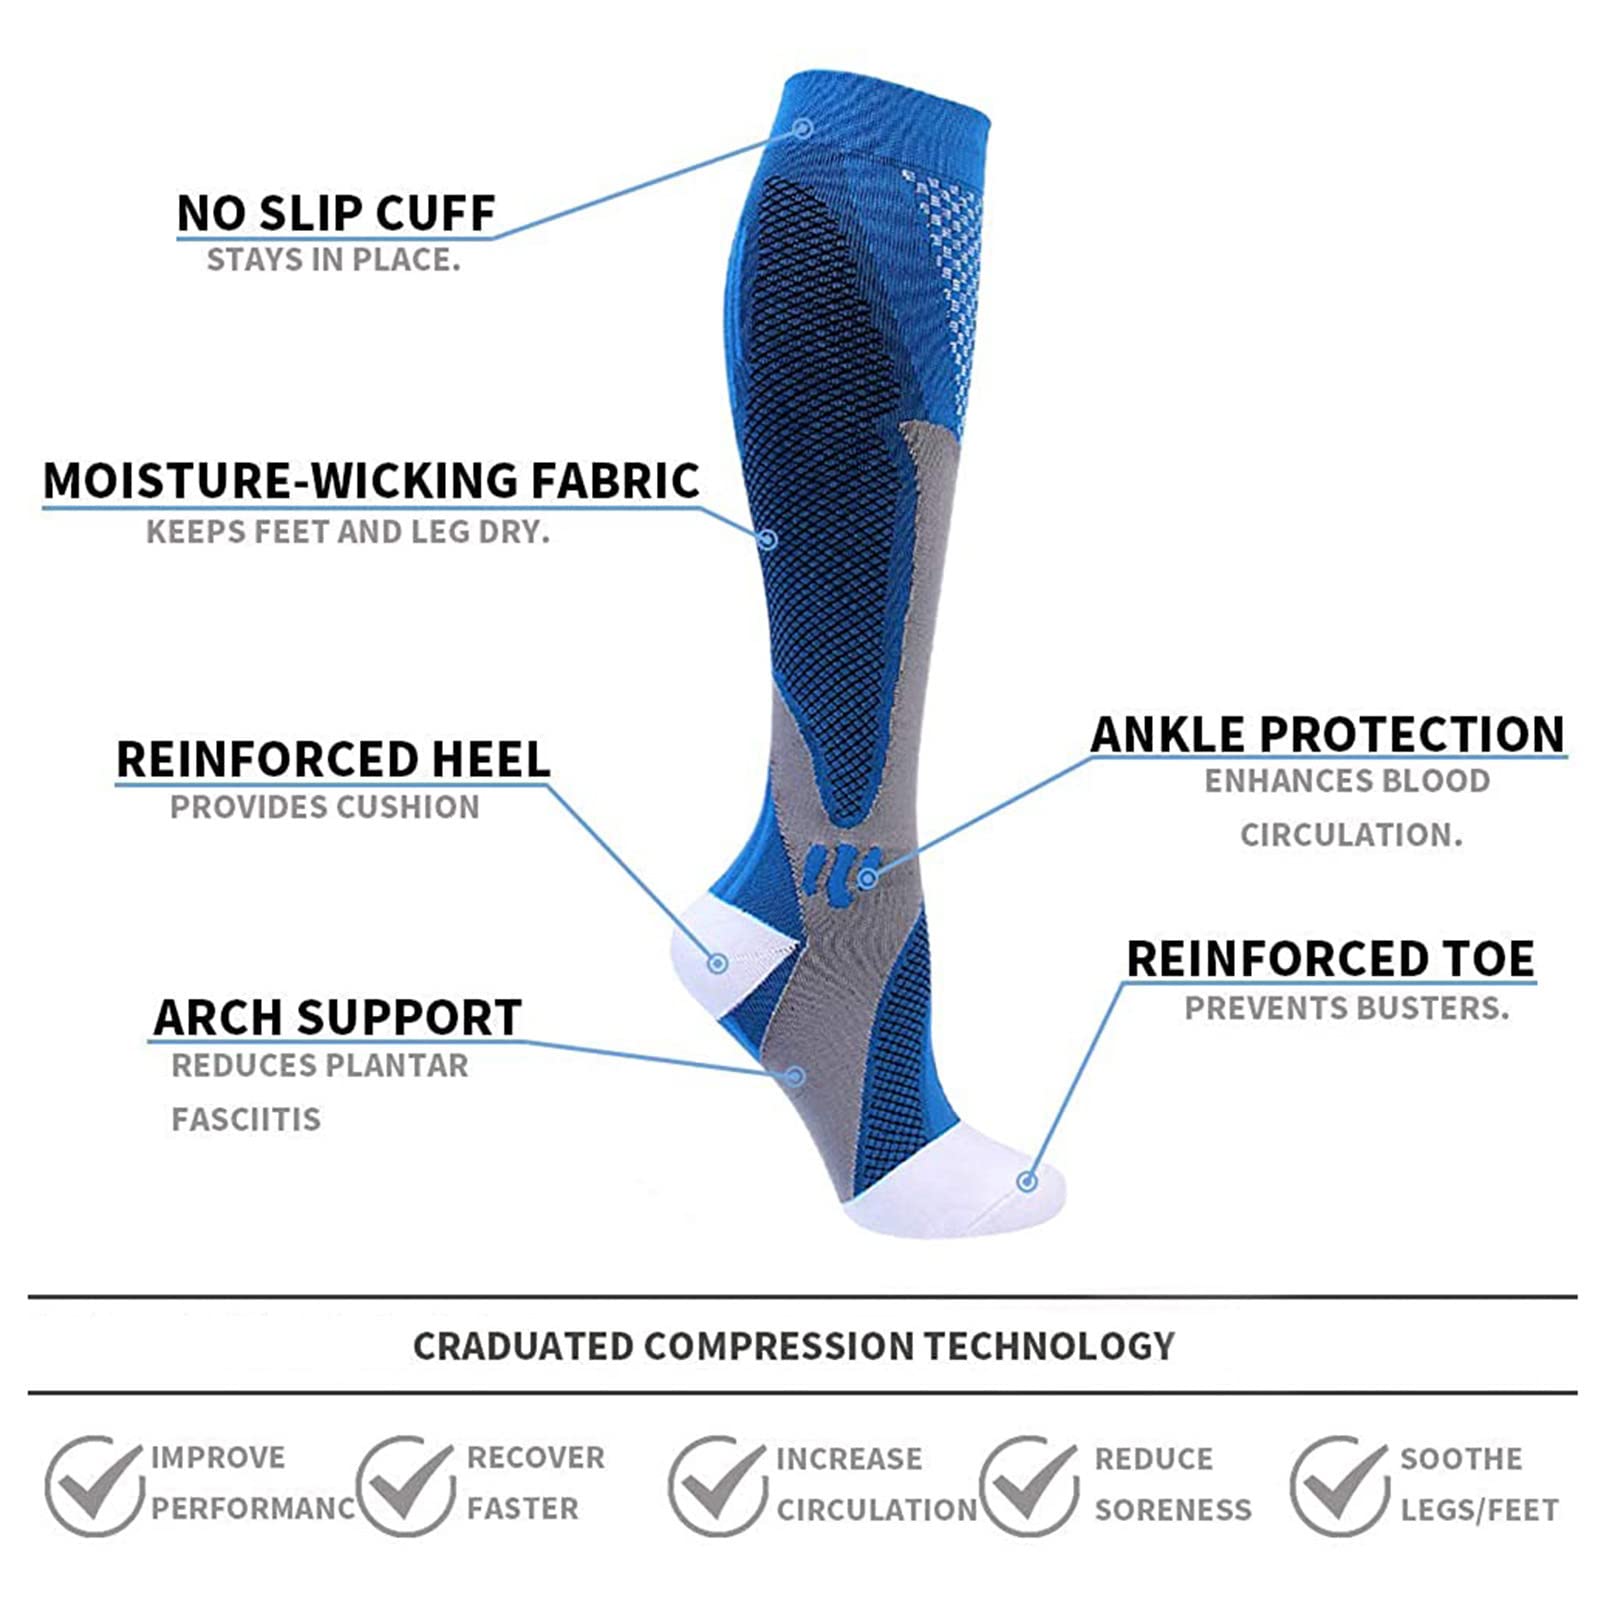 NO SLIP CUFF
STAYS IN PLACE.
MOISTURE-WICKING FABRIC
KEEPS FEET AND LEG DRY.
REINFORCED HEEL
PROVIDES CUSHION
ANKLE PROTECTION
ENHANCES BLOOD
CIRCULATION.
ARCH SUPPORT
REDUCES PLANTAR
FASCIITIS
REINFORCED TOE
PREVENTS BUSTERS.
CRADUATED COMPRESSION TECHNOLOGY
IMPROVE
PERFORMANC
RECOVER
FASTER
INCREASE
CIRCULATION
REDUCE
SORENESS
SOOTHE
LEGS/FEET